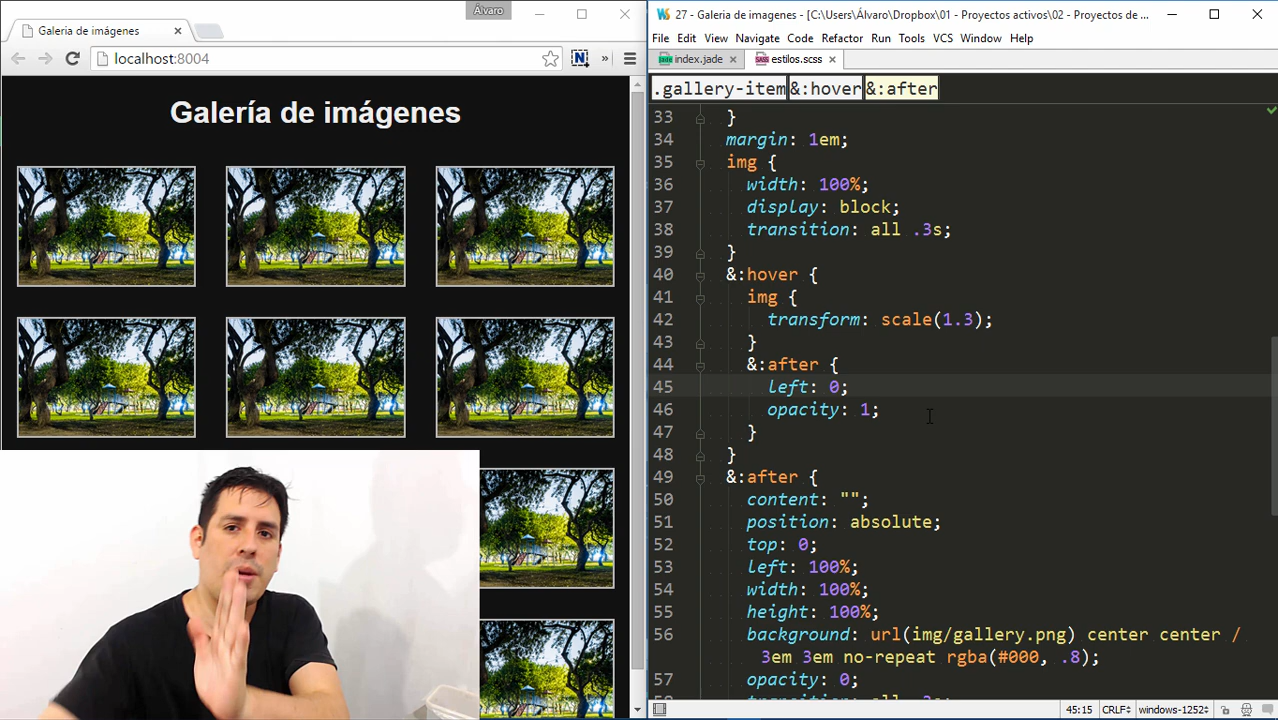 Álvaro
Galería de imágenes
localhost:8004
Galería de imágenes
27 - Galeria de imagenes - [C:\Users\Álvaro\Dropbox\01 - Proyectos activos\02 - Proyectos de ...
File Edit View Navigate Code Refactor Run Tools VCS Window Help
index.jade estilos.scss
.gallery-item &:hover &:after
33 }
34 margin: 1em;
35 img {
36 width: 100%;
37 display: block;
38 transition: all .3s;
39 }
40 &:hover {
41 img {
42 transform: scale(1.3);
43 }
44 &:after {
45 left: 0;
46 opacity: 1;
47 }
48 }
49 &:after {
50 content: "";
51 position: absolute;
52 top: 0;
53 left: 100%;
54 width: 100%;
55 height: 100%;
56 background: url(img/gallery.png) center center /
3em 3em no-repeat rgba(#000, .8);
57 opacity: 0;
45:15 CRLF÷ windows-1252÷